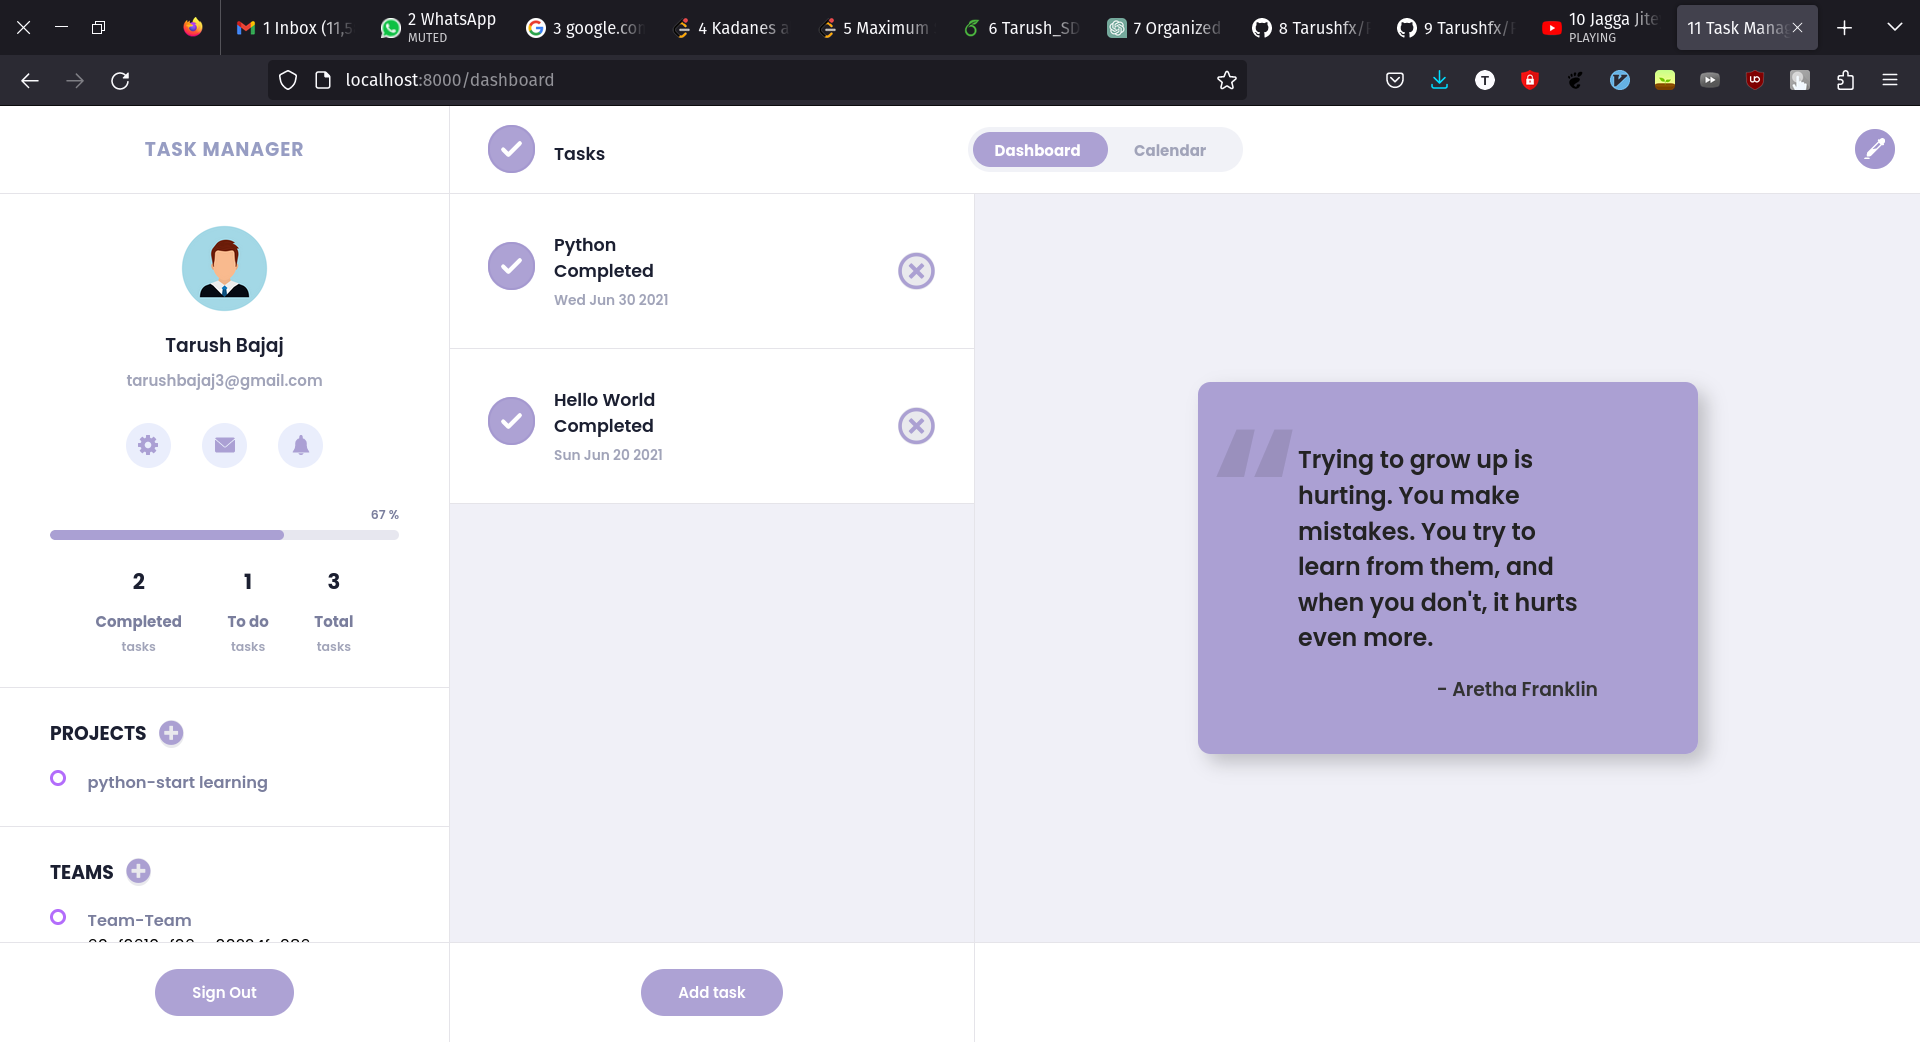 1 Inbox (11,5
2 WhatsApp
MUTED
3 google.com
4 Kadanes a
5 Maximum
6 Tarush_SD
7 Organized
8 Tarushfx/
9 Tarushfx/
10 Jagga Jite
PLAYING
11 Task Manag
localhost:8000/dashboard
TASK MANAGER
Tasks
Dashboard
Calendar
Tarush Bajaj
tarushbajaj3@gmail.com
67 %
2
1
3
Completed
To do
Total
tasks
tasks
tasks
PROJECTS
python-start learning
TEAMS
Team-Team
Sign Out
Python
Completed
Wed Jun 30 2021
Hello World
Completed
Sun Jun 20 2021
Add task
Trying to grow up is
hurting. You make
mistakes. You try to
learn from them, and
when you don't, it hurts
even more.
- Aretha Franklin